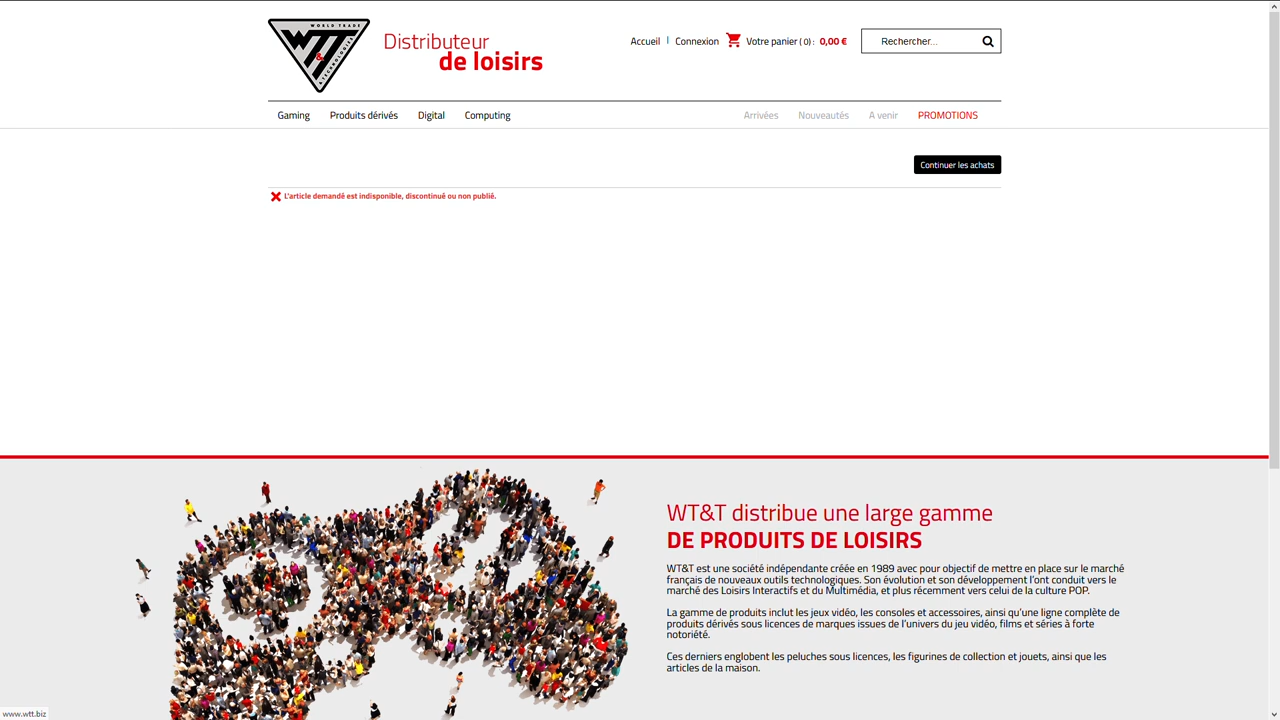 WORLD TRADE
WTT
&
& TECHNOLOGIES
Distributeur
de loisirs
Accueil | Connexion Votre panier ( 0) : 0,00 €
Rechercher...
Gaming Produits dérivés Digital Computing Arrivées Nouveautés A venir PROMOTIONS
Continuer les achats
L'article demandé est indisponible, discontinué ou non publié.
WT&T distribue une large gamme
DE PRODUITS DE LOISIRS
WT&T est une société indépendante créée en 1989 avec pour objectif de mettre en place sur le marché
français de nouveaux outils technologiques. Son évolution et son développement l'ont conduit vers le
marché des Loisirs Interactifs et du Multimédia, et plus récemment vers celui de la culture POP.
La gamme de produits inclut les jeux vidéo, les consoles et accessoires, ainsi qu'une ligne complète de
produits dérivés sous licences de marques issues de l'univers du jeu vidéo, films et séries à forte
notoriété.
Ces derniers englobent les peluches sous licences, les figurines de collection et jouets, ainsi que les
articles de la maison.
www.wtt.biz